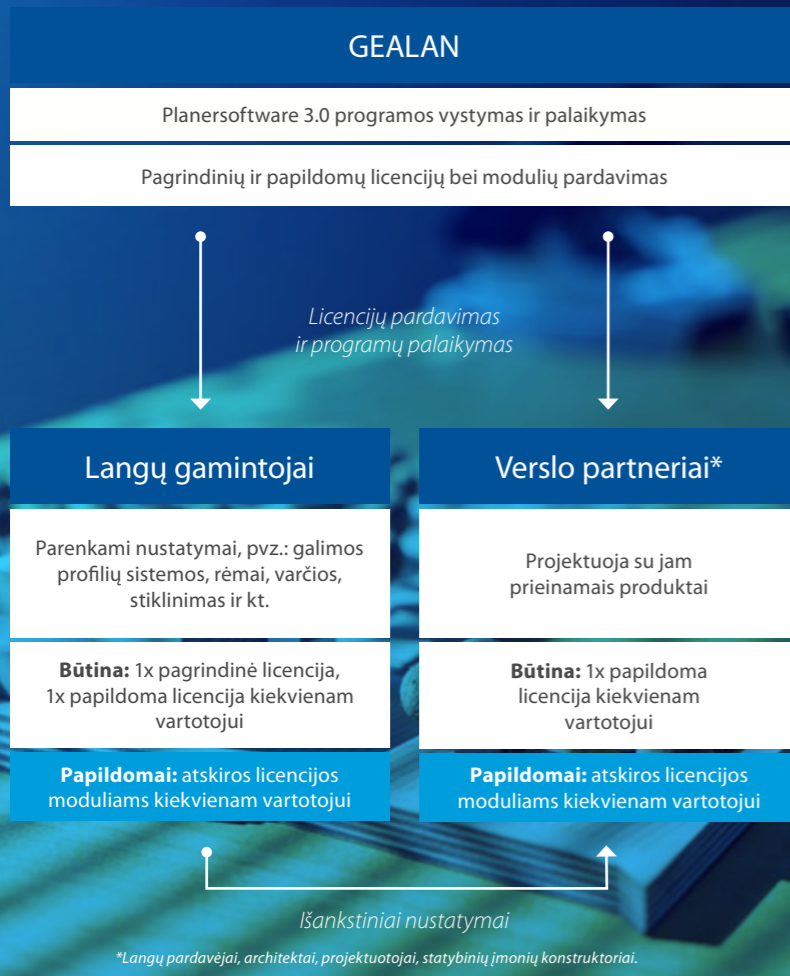 GEALAN
Planersoftware 3.0 programos vystymas ir palaikymas
Pagrindinių ir papildomų licencijų bei modulių pardavimas
Licencijų pardavimas
ir programų palaikymas
Langų gamintojai
Parenkami nustatymai, pvz.: galimos
profilių sistemos, rėmai, varčios,
stiklinimas ir kt.
Būtina: 1x pagrindinė licencija,
1x papildoma licencija kiekvienam
vartotojui
Papildomai: atskiros licencijos
moduliams kiekvienam vartotojui
Verslo partneriai*
Projektuoja su jam
prieinamais produktai
Būtina: 1x papildoma
licencija kiekvienam
vartotojui
Papildomai: atskiros licencijos
moduliams kiekvienam vartotojui
Išankstiniai nustatymai
*Langų pardavėjai, architektai, projektuotojai, statybinių įmonių konstruktoriai.